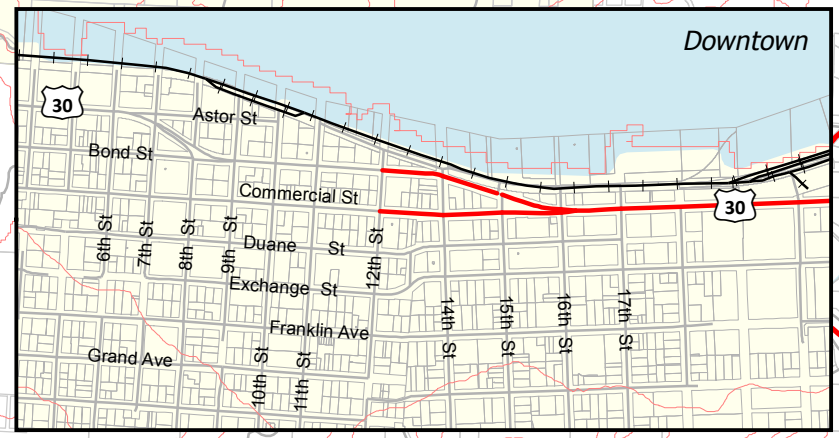 Downtown
30
Astor St
Bond St
Commercial St
30
6th St
7th St
8th St
9th St
Duane St
12th St
Exchange St
Franklin Ave
14th St
15th St
16th St
17th St
Grand Ave
10th St
11th St